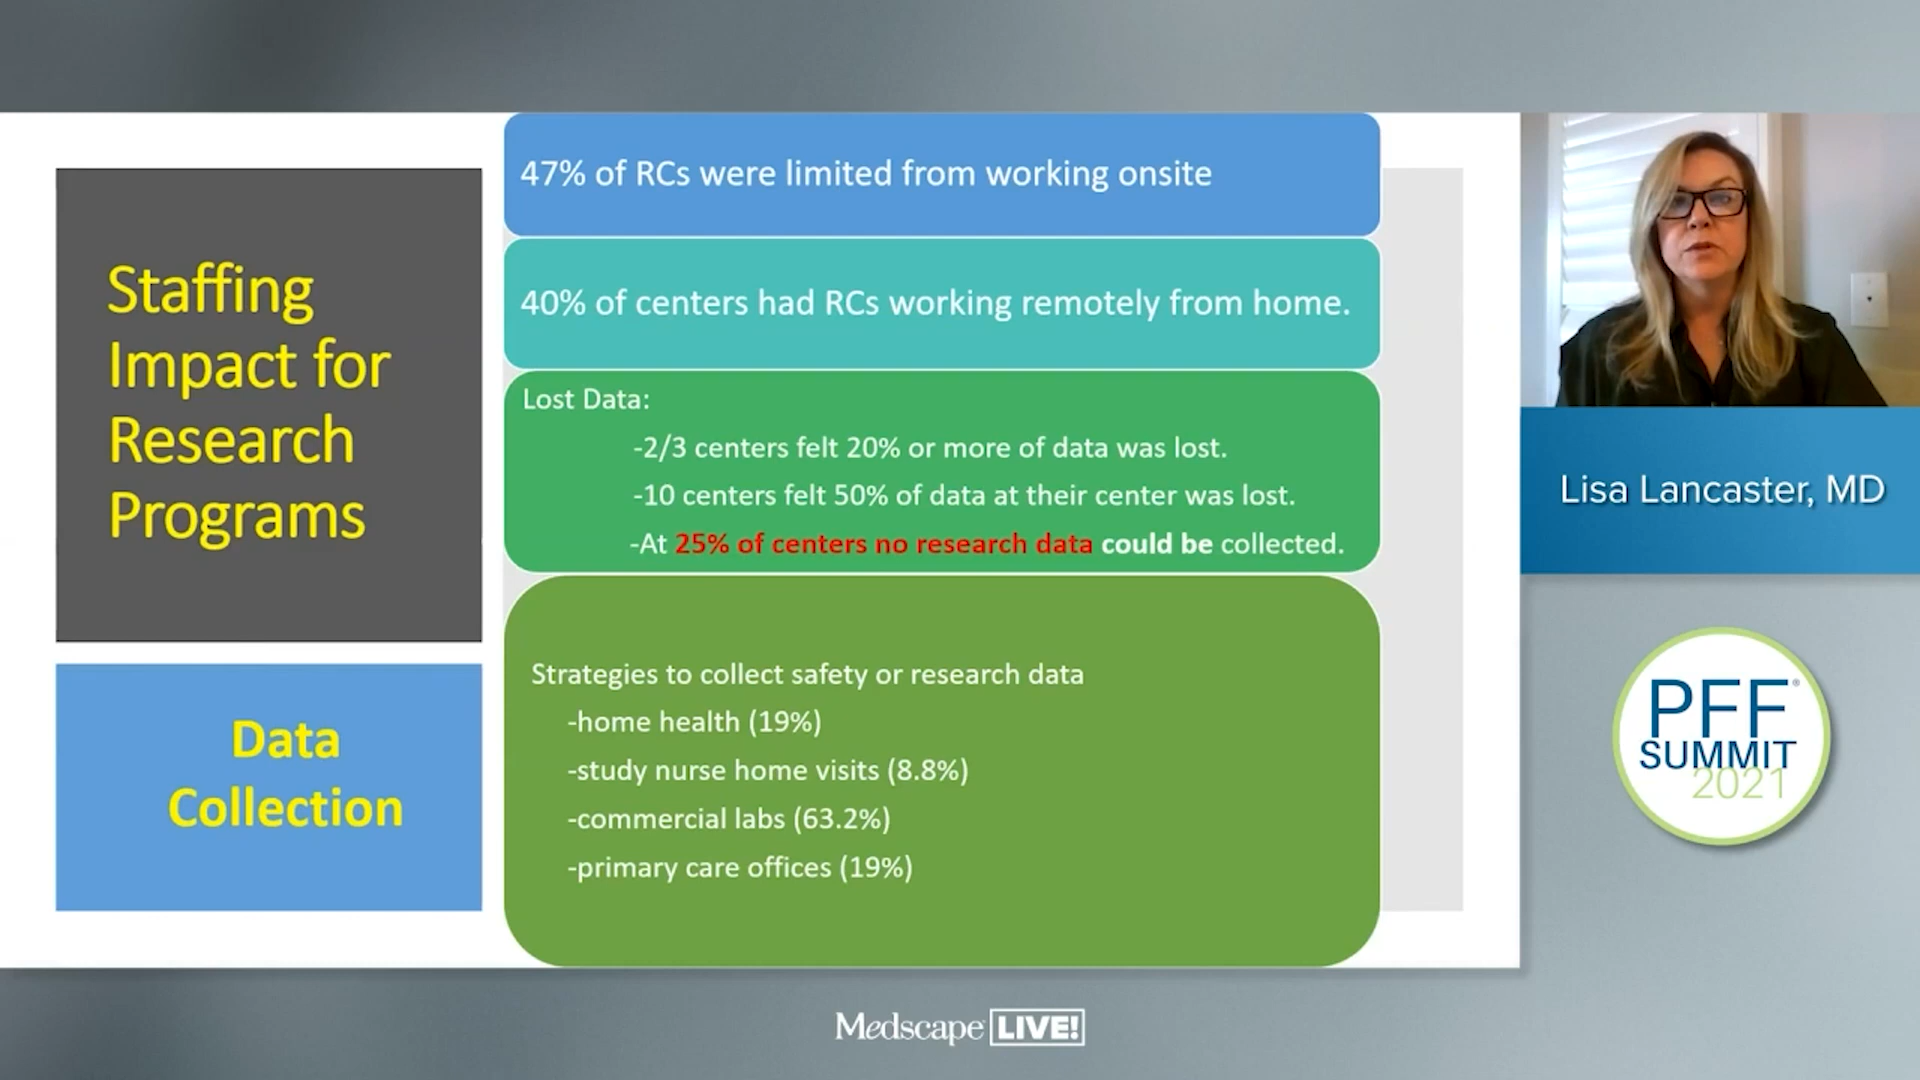 Staffing
Impact for
Research
Programs
Data
Collection
47% of RCs were limited from working onsite
40% of centers had RCs working remotely from home.
Lost Data:
-2/3 centers felt 20% or more of data was lost.
-10 centers felt 50% of data at their center was lost.
-At 25% of centers no research data could be collected.
Strategies to collect safety or research data
-home health (19%)
-study nurse home visits (8.8%)
-commercial labs (63.2%)
-primary care offices (19%)
Lisa Lancaster, MD
PFF®
SUMMIT
2021
Medscape LIVE!